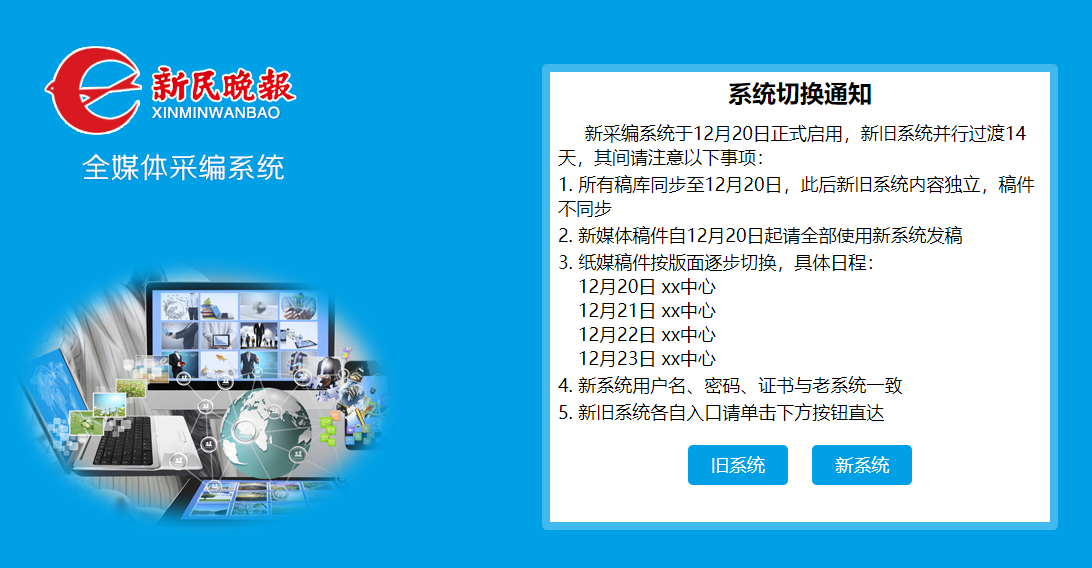 新民晚報
XINMINWANBAO
全媒体采编系统
系统切换通知
新采编系统于12月20日正式启用，新旧系统并行过渡14
天，其间请注意以下事项：
1. 所有稿库同步至12月20日，此后新旧系统内容独立，稿件
不同步
2. 新媒体稿件自12月20日起请全部使用新系统发稿
3. 纸媒稿件按版面逐步切换，具体日程：
12月20日 xx中心
12月21日 xx中心
12月22日 xx中心
12月23日 xx中心
4. 新系统用户名、密码、证书与老系统一致
5. 新旧系统各自入口请单击下方按钮直达
旧系统
新系统